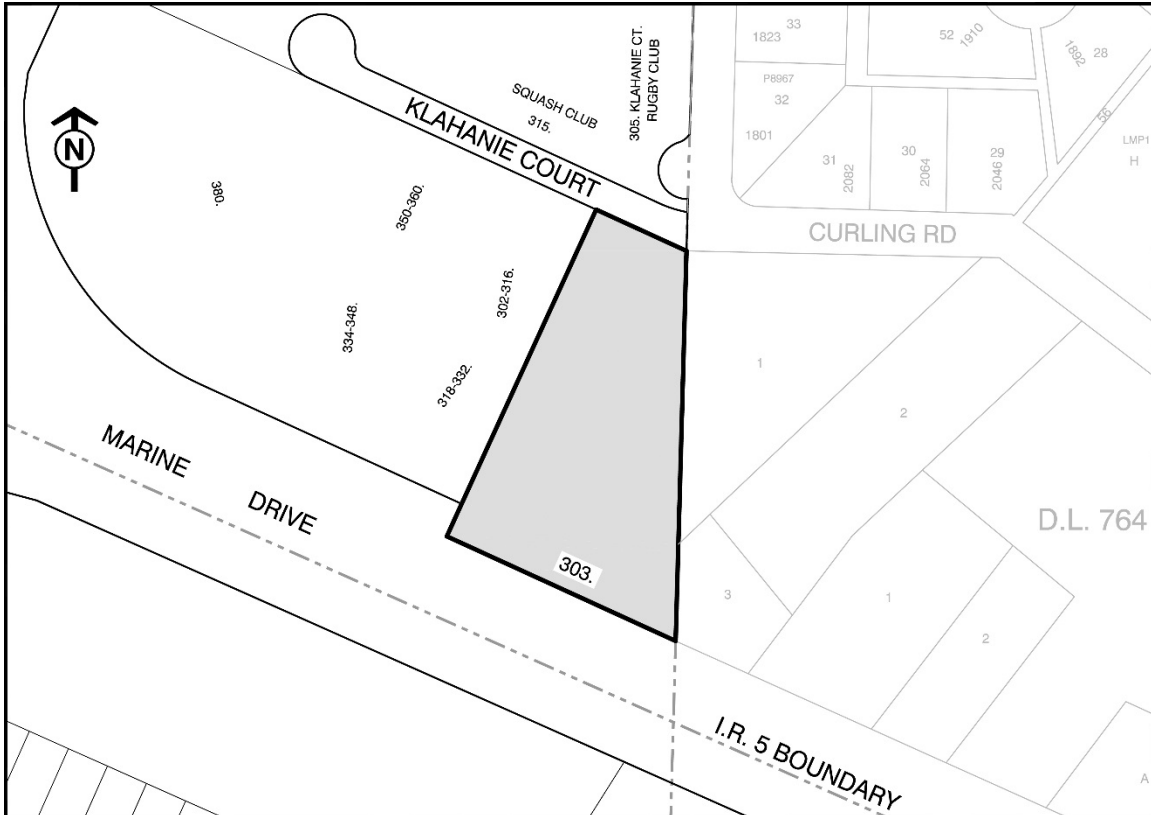 33
1823
52
1910
1892
28
P8967
32
1801
31
2082
30
2064
29
2046
56
LMP1
H
305. KLAHANIE CT.
RUGBY CLUB
SQUASH CLUB
315.
KLAHANIE COURT
N
CURLING RD
380.
350-360.
302-316.
334-348.
318-332.
1
2
MARINE
DRIVE
D.L. 764
303.
3
1
2
I.R. 5 BOUNDARY
A